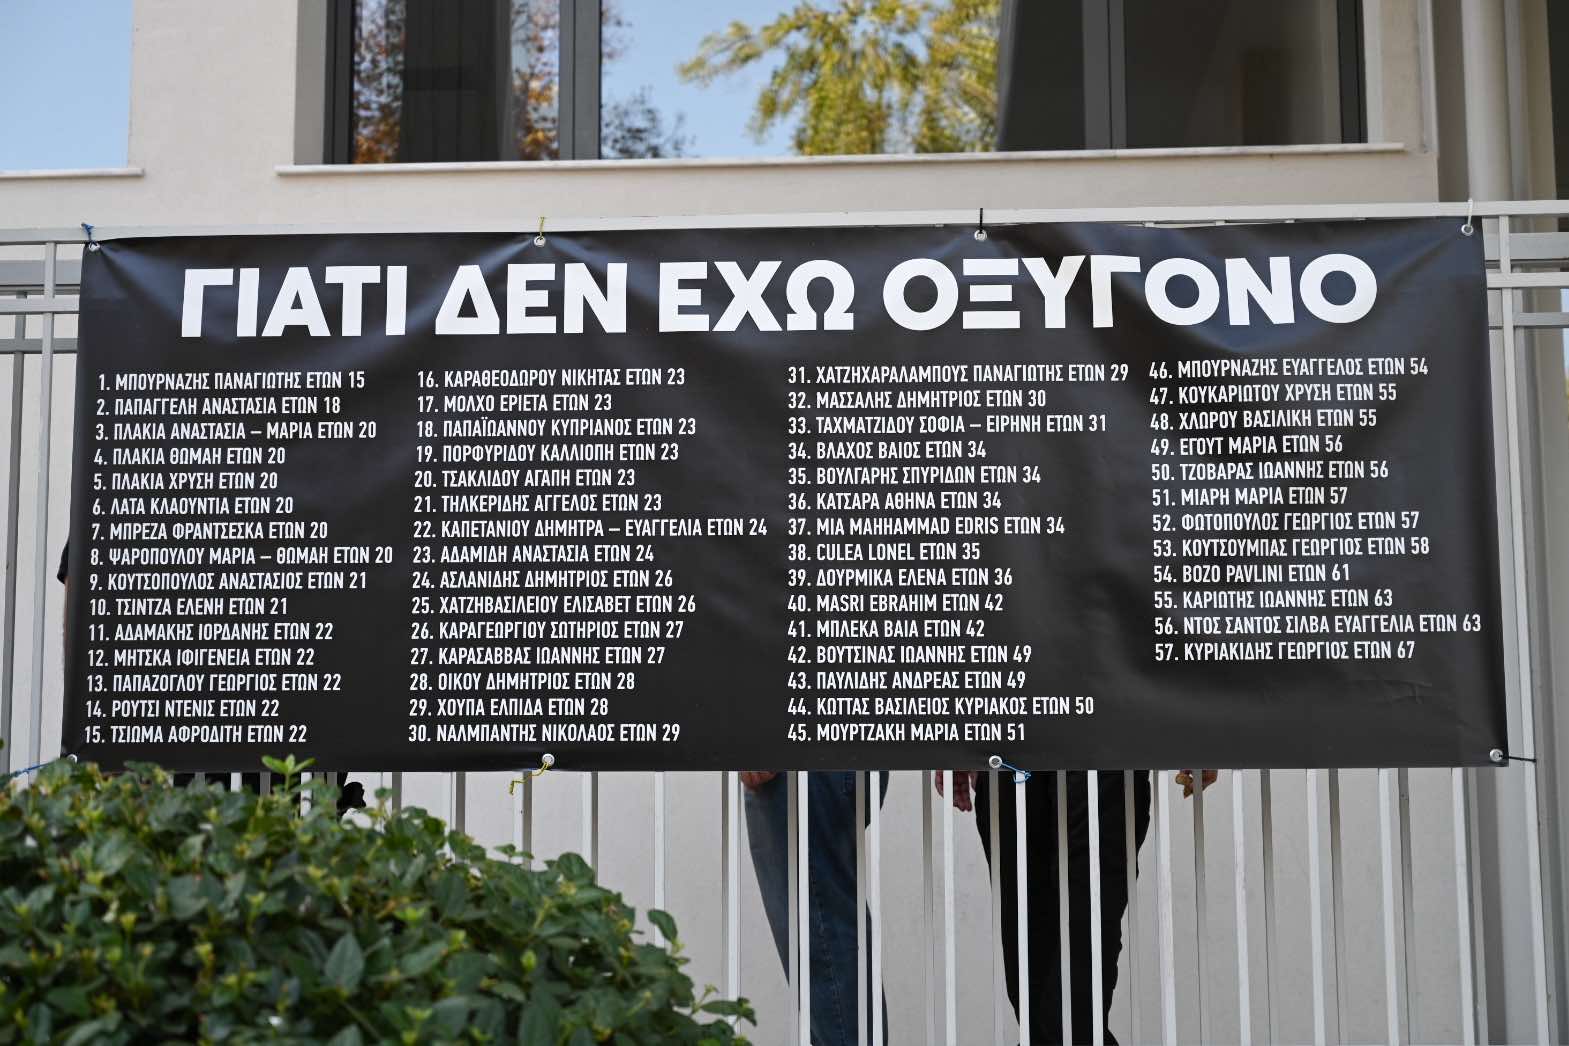 ΓΙΑΤΙ ΔΕΝ ΕΧΩ ΟΞΥΓΟΝΟ
1. ΜΠΟΥΡΝΑΖΗΣ ΠΑΝΑΓΙΩΤΗΣ ΕΤΩΝ 15
2. ΠΑΠΑΓΓΕΛΗ ΑΝΑΣΤΑΣΙΑ ΕΤΩΝ 18
3. ΠΛΑΚΙΑ ΑΝΑΣΤΑΣΙΑ – ΜΑΡΙΑ ΕΤΩΝ 20
4. ΠΛΑΚΙΑ ΘΩΜΑΗ ΕΤΩΝ 20
5. ΠΛΑΚΙΑ ΧΡΥΣΗ ΕΤΩΝ 20
6. ΛΑΤΑ ΚΛΑΟΥΝΤΙΑ ΕΤΩΝ 20
7. ΜΠΡΕΖΑ ΦΡΑΝΤΣΕΣΚΑ ΕΤΩΝ 20
8. ΨΑΡΟΠΟΥΛΟΥ ΜΑΡΙΑ – ΘΩΜΑΗ ΕΤΩΝ 20
9. ΚΟΥΤΣΟΠΟΥΛΟΣ ΑΝΑΣΤΑΣΙΟΣ ΕΤΩΝ 21
10. ΤΣΙΝΤΖΑ ΕΛΕΝΗ ΕΤΩΝ 21
11. ΑΔΑΜΑΚΗΣ ΙΟΡΔΑΝΗΣ ΕΤΩΝ 22
12. ΜΗΤΣΚΑ ΙΦΙΓΕΝΕΙΑ ΕΤΩΝ 22
13. ΠΑΠΑΖΟΓΛΟΥ ΓΕΩΡΓΙΟΣ ΕΤΩΝ 22
14. ΡΟΥΤΣΙ ΝΤΕΝΙΣ ΕΤΩΝ 22
15. ΤΣΙΩΜΑ ΑΦΡΟΔΙΤΗ ΕΤΩΝ 22
16. ΚΑΡΑΘΕΟΔΩΡΟΥ ΝΙΚΗΤΑΣ ΕΤΩΝ 23
17. ΜΟΛΧΟ ΕΡΙΕΤΑ ΕΤΩΝ 23
18. ΠΑΠΑΪΩΑΝΝΟΥ ΚΥΠΡΙΑΝΟΣ ΕΤΩΝ 23
19. ΠΟΡΦΥΡΙΔΟΥ ΚΑΛΛΙΟΠΗ ΕΤΩΝ 23
20. ΤΣΑΚΛΙΔΟΥ ΑΓΑΠΗ ΕΤΩΝ 23
21. ΤΗΛΚΕΡΙΔΗΣ ΑΓΓΕΛΟΣ ΕΤΩΝ 23
22. ΚΑΠΕΤΑΝΙΟΥ ΔΗΜΗΤΡΑ – ΕΥΑΓΓΕΛΙΑ ΕΤΩΝ 24
23. ΑΔΑΜΙΔΗ ΑΝΑΣΤΑΣΙΑ ΕΤΩΝ 24
24. ΑΣΛΑΝΙΔΗΣ ΔΗΜΗΤΡΙΟΣ ΕΤΩΝ 26
25. ΧΑΤΖΗΒΑΣΙΛΕΙΟΥ ΕΛΙΣΑΒΕΤ ΕΤΩΝ 26
26. ΚΑΡΑΓΕΩΡΓΙΟΥ ΣΩΤΗΡΙΟΣ ΕΤΩΝ 27
27. ΚΑΡΑΣΑΒΒΑΣ ΙΩΑΝΝΗΣ ΕΤΩΝ 27
28. ΟΙΚΟΥ ΔΗΜΗΤΡΙΟΣ ΕΤΩΝ 28
29. ΧΟΥΠΑ ΕΛΠΙΔΑ ΕΤΩΝ 28
30. ΝΑΛΜΠΑΝΤΗΣ ΝΙΚΟΛΑΟΣ ΕΤΩΝ 29
31. ΧΑΤΖΗΧΑΡΑΛΑΜΠΟΥΣ ΠΑΝΑΓΙΩΤΗΣ ΕΤΩΝ 29
32. ΜΑΣΣΑΛΗΣ ΔΗΜΗΤΡΙΟΣ ΕΤΩΝ 30
33. ΤΑΧΜΑΤΖΙΔΟΥ ΣΟΦΙΑ – ΕΙΡΗΝΗ ΕΤΩΝ 31
34. ΒΛΑΧΟΣ ΒΑΙΟΣ ΕΤΩΝ 34
35. ΒΟΥΛΓΑΡΗΣ ΣΠΥΡΙΔΩΝ ΕΤΩΝ 34
36. ΚΑΤΣΑΡΑ ΑΘΗΝΑ ΕΤΩΝ 34
37. MIA MAHHAMMAD EDRIS ΕΤΩΝ 34
38. CULEA LONEL ΕΤΩΝ 35
39. ΔΟΥΡΜΙΚΑ ΕΛΕΝΑ ΕΤΩΝ 36
40. MASRI EBRAHIM ΕΤΩΝ 42
41. ΜΠΛΕΚΑ ΒΑΙΑ ΕΤΩΝ 42
42. ΒΟΥΤΣΙΝΑΣ ΙΩΑΝΝΗΣ ΕΤΩΝ 49
43. ΠΑΥΛΙΔΗΣ ΑΝΔΡΕΑΣ ΕΤΩΝ 49
44. ΚΩΤΤΑΣ ΒΑΣΙΛΕΙΟΣ ΚΥΡΙΑΚΟΣ ΕΤΩΝ 50
45. ΜΟΥΡΤΖΑΚΗ ΜΑΡΙΑ ΕΤΩΝ 51
46. ΜΠΟΥΡΝΑΖΗΣ ΕΥΑΓΓΕΛΟΣ ΕΤΩΝ 54
47. ΚΟΥΚΑΡΙΩΤΟΥ ΧΡΥΣΗ ΕΤΩΝ 55
48. ΧΛΩΡΟΥ ΒΑΣΙΛΙΚΗ ΕΤΩΝ 55
49. ΕΓΟΥΤ ΜΑΡΙΑ ΕΤΩΝ 56
50. ΤΖΟΒΑΡΑΣ ΙΩΑΝΝΗΣ ΕΤΩΝ 56
51. ΜΙΑΡΗ ΜΑΡΙΑ ΕΤΩΝ 57
52. ΦΩΤΟΠΟΥΛΟΣ ΓΕΩΡΓΙΟΣ ΕΤΩΝ 57
53. ΚΟΥΤΣΟΥΜΠΑΣ ΓΕΩΡΓΙΟΣ ΕΤΩΝ 58
54. BOZO PAVLINI ΕΤΩΝ 61
55. ΚΑΡΙΩΤΗΣ ΙΩΑΝΝΗΣ ΕΤΩΝ 63
56. ΝΤΟΣ ΣΑΝΤΟΣ ΣΙΛΒΑ ΕΥΑΓΓΕΛΙΑ ΕΤΩΝ 63
57. ΚΥΡΙΑΚΙΔΗΣ ΓΕΩΡΓΙΟΣ ΕΤΩΝ 67